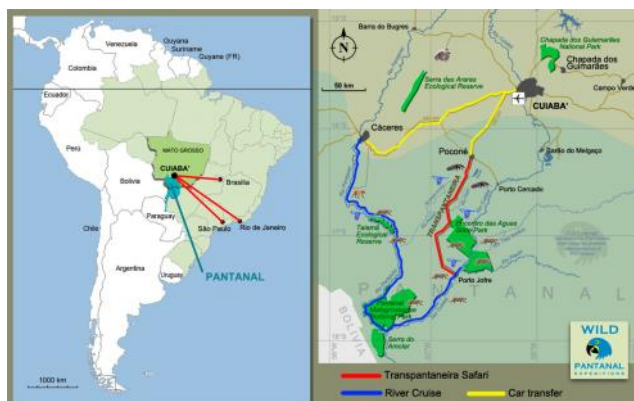 Venezuela
Guyana
Suriname
Guyane (FR)
Colombia
Ecuador
Perù
Bolivia
MATO GROSSO
CUIABA'
Brasilia
Paraguay
São Paulo
Rio de Janeiro
Chile
PANTANAL
Argentina
Uruguay
1000 km
Barra do Bugres
Chapada dos Guimarães
National Park
Chapada dos
Guimarães
N
50 km
Serra das Araras
Ecological Reserve
Campo Verde
CUIABA'
Cáceres
Poconé
Barão do Melgaço
Porto Cercado
TRANSPANTANEIRA
Encontro das Aguas
State Park
Taiamã
Ecological
Reserve
Porto Jofre
PANTANAL
Pantanal
Matogrossense
National Park
BOLIVIA
Serra do
Amolar
WILD
PANTANAL
EXPEDITIONS
Transpantaneira Safari
River Cruise
Car transfer